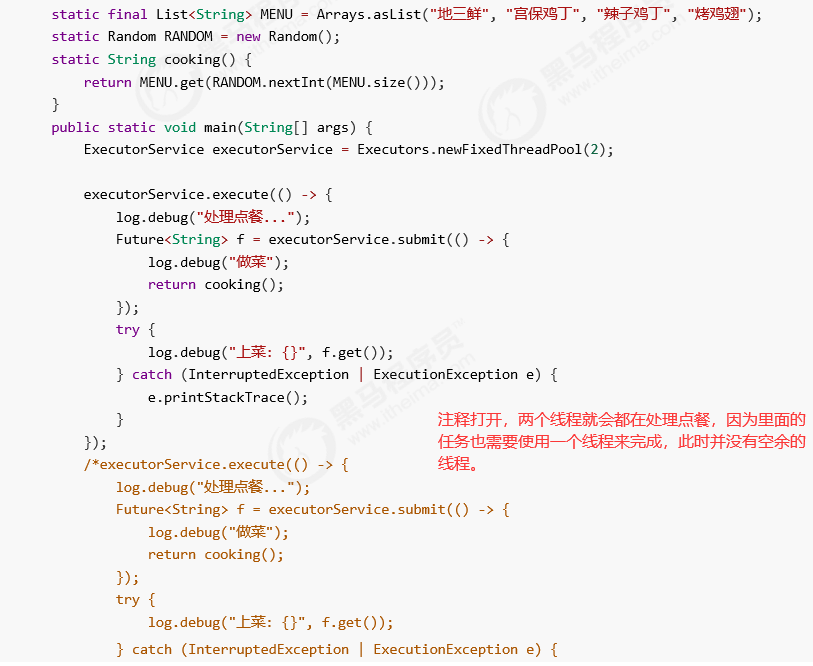 static final List<String> MENU = Arrays.asList("地三鲜", "宫保鸡丁", "辣子鸡丁", "烤鸡翅");
static Random RANDOM = new Random();
static String cooking() {
return MENU.get(RANDOM.nextInt(MENU.size()));
}
public static void main(String[] args) {
ExecutorService executorService = Executors.newFixedThreadPool(2);
executorService.execute(() -> {
log.debug("处理点餐...");
Future<String> f = executorService.submit(() -> {
log.debug("做菜");
return cooking();
});
try {
log.debug("上菜: {}", f.get());
} catch (InterruptedException | ExecutionException e) {
e.printStackTrace();
}
});
注释打开，两个线程就会都在处理点餐，因为里面的
任务也需要使用一个线程来完成，此时并没有空余的
线程。
/*executorService.execute(() -> {
log.debug("处理点餐...");
Future<String> f = executorService.submit(() -> {
log.debug("做菜");
return cooking();
});
try {
log.debug("上菜: {}", f.get());
} catch (InterruptedException | ExecutionException e) {
黑马程序员
www.itheima.com
黑马程序员
www.itheima.com